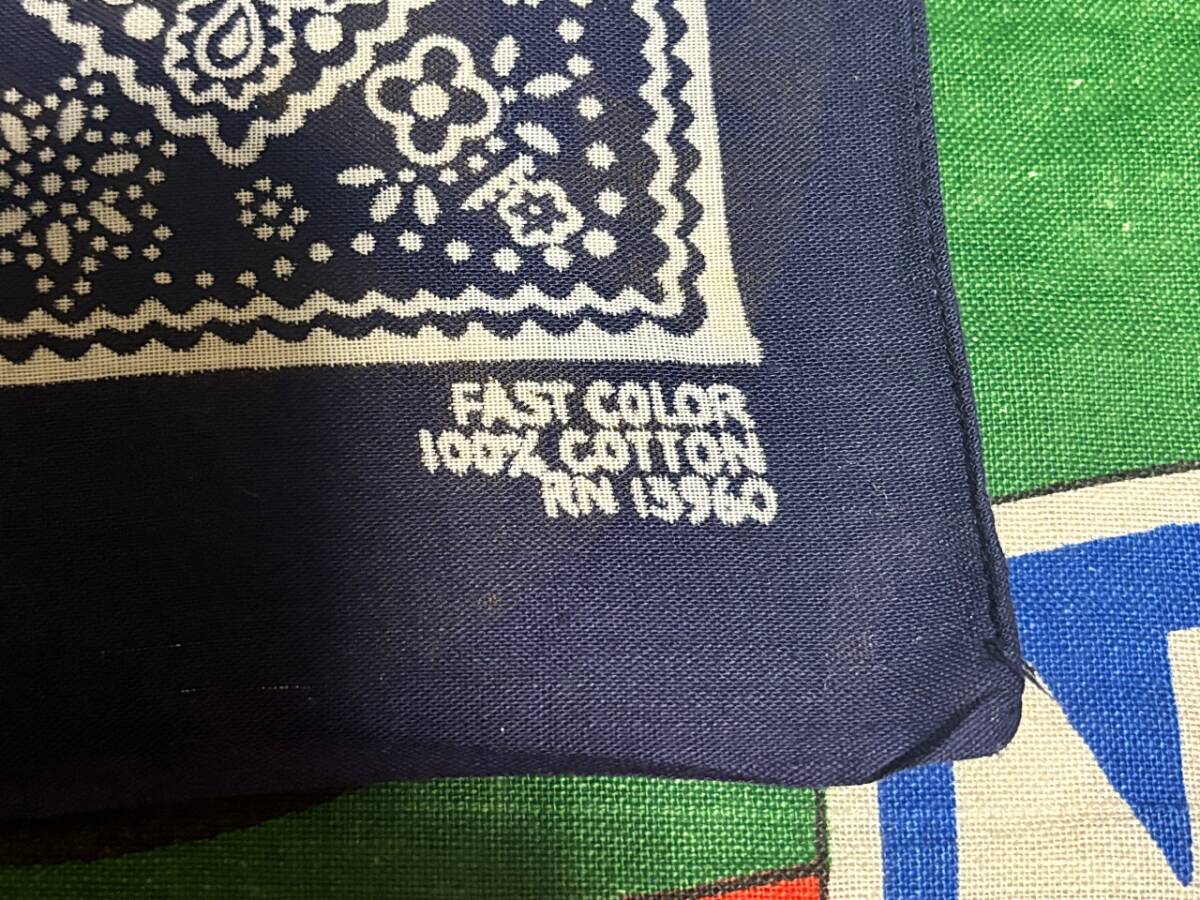 FAST COLOR
100% COTTON
RN 13960